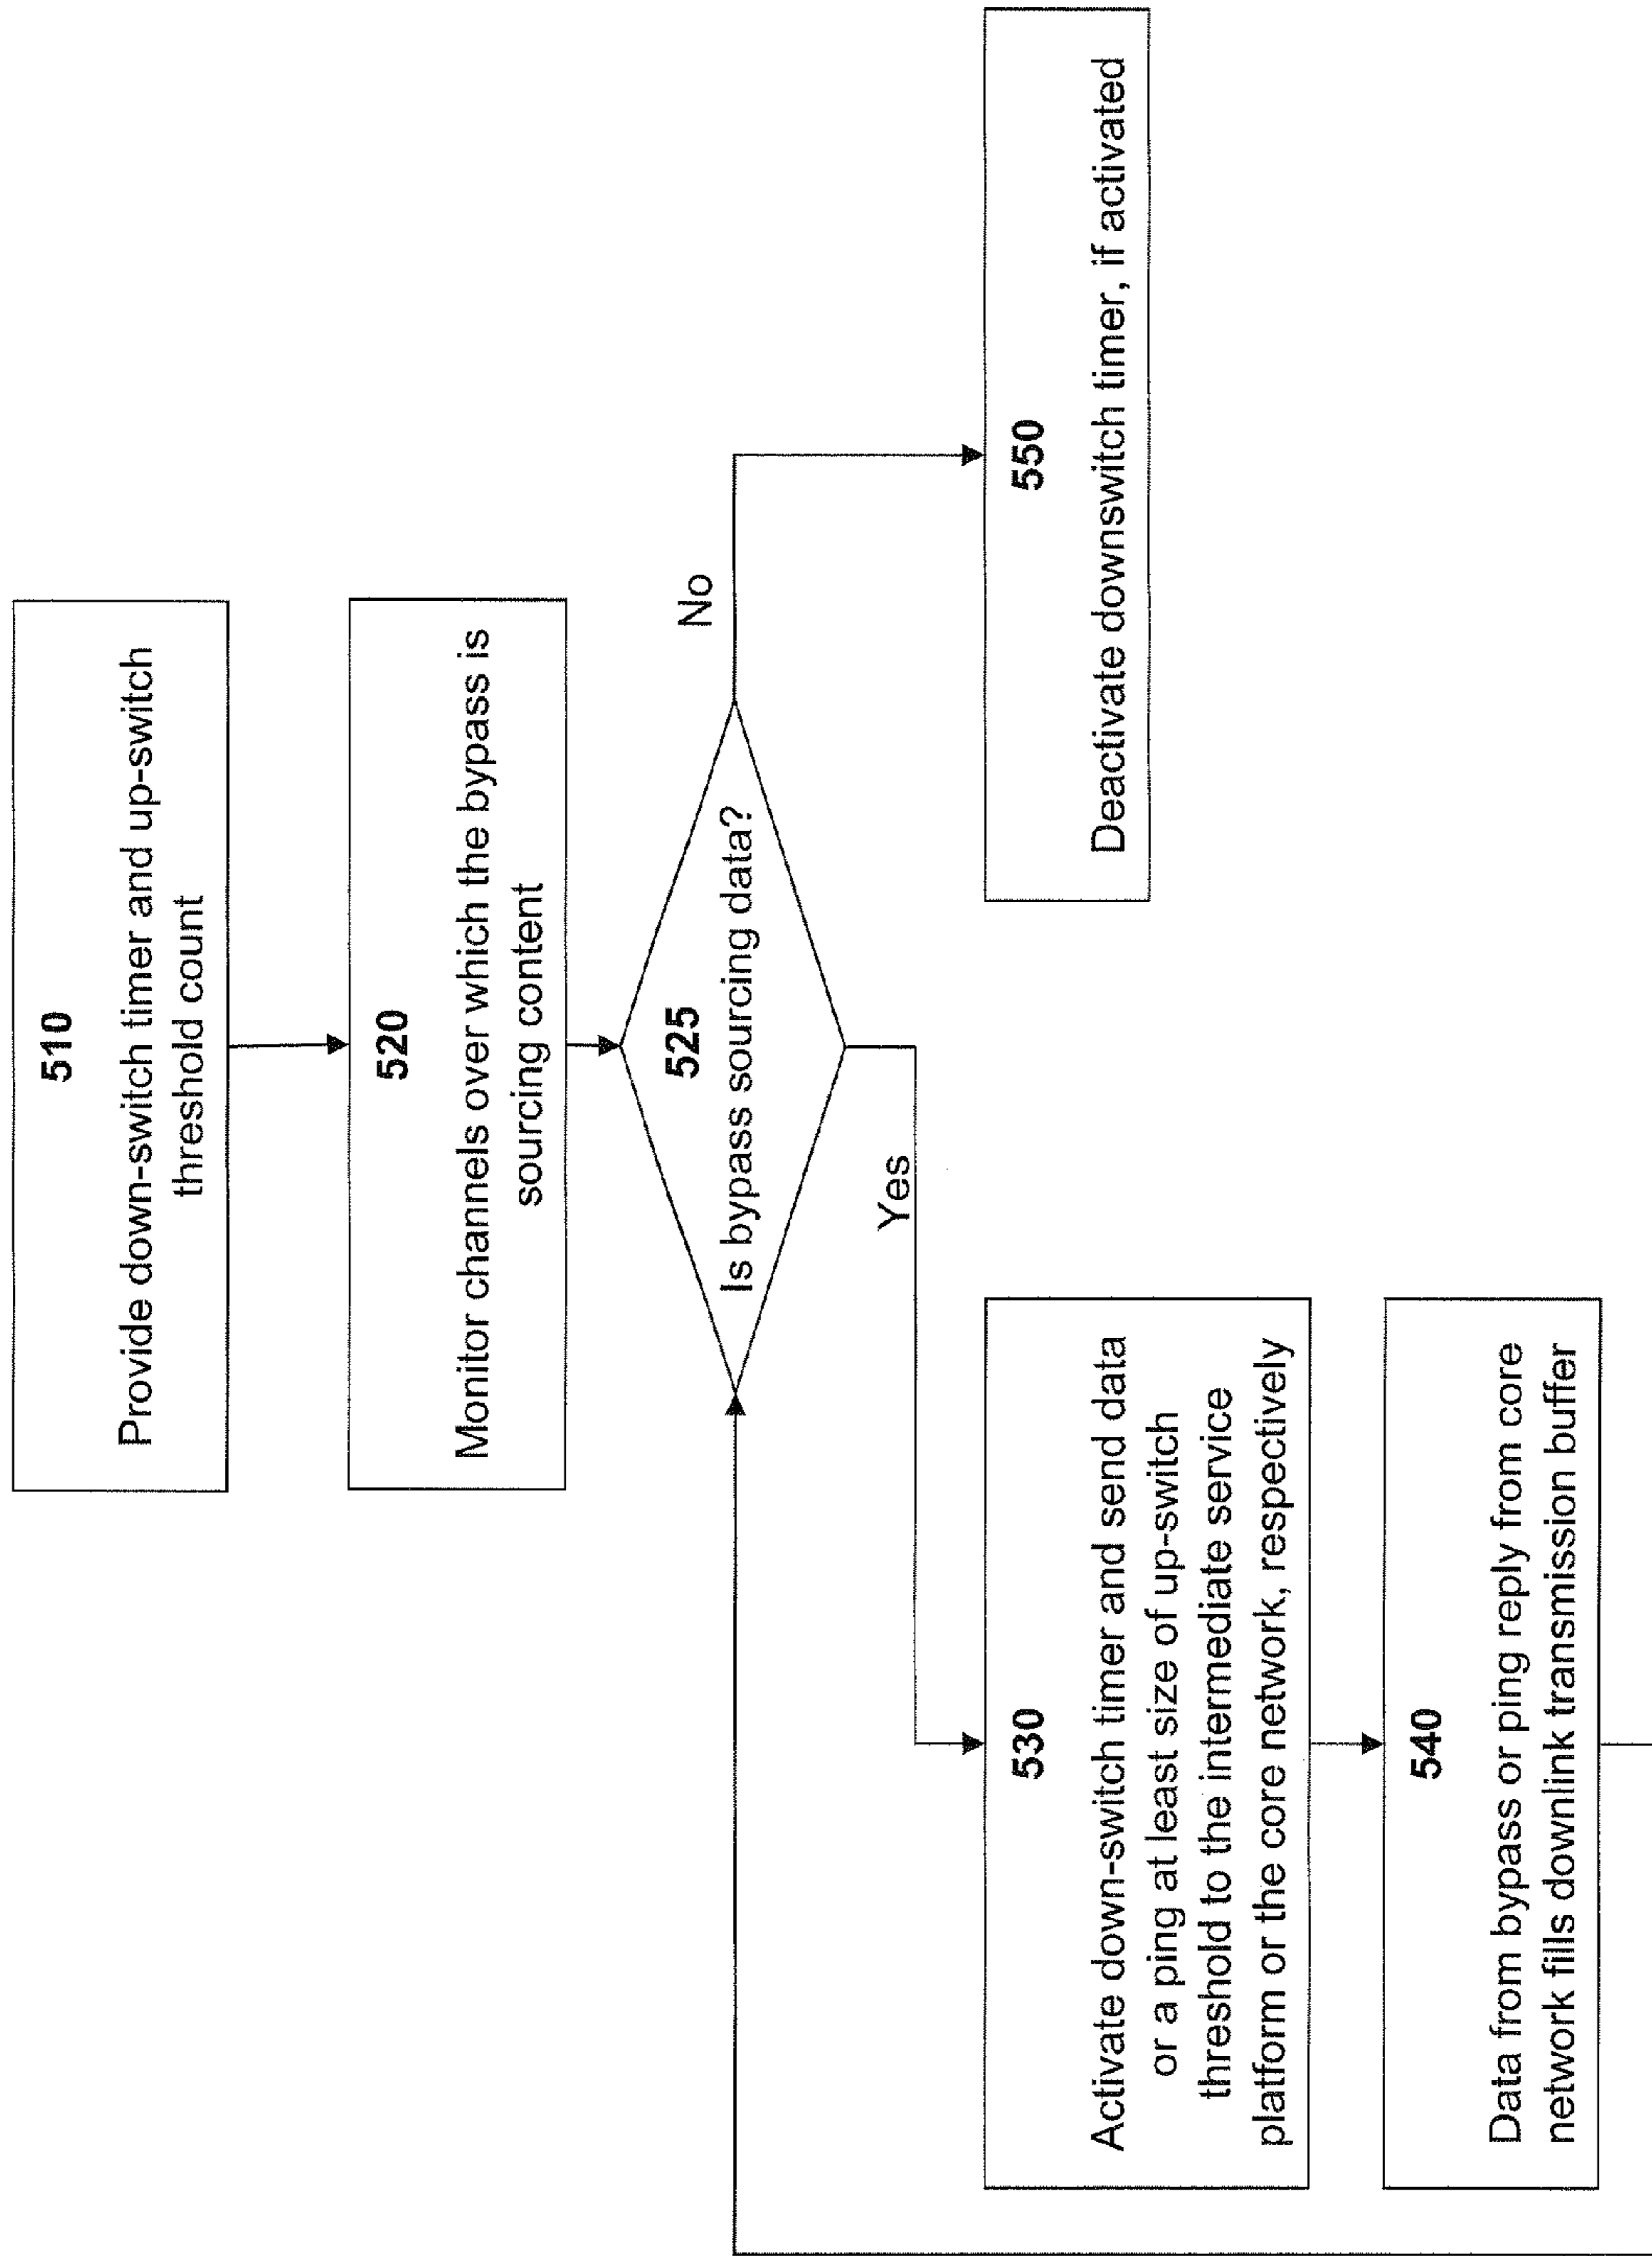 510
Provide down-switch timer and up-switch
threshold count
520
Monitor channels over which the bypass is
sourcing content
525
Is bypass sourcing data?
No
Yes
530
Activate down-switch timer and send data
or a ping at least size of up-switch
threshold to the intermediate service
platform or the core network, respectively
540
Data from bypass or ping reply from core
network fills downlink transmission buffer
550
Deactivate downswitch timer, if activated